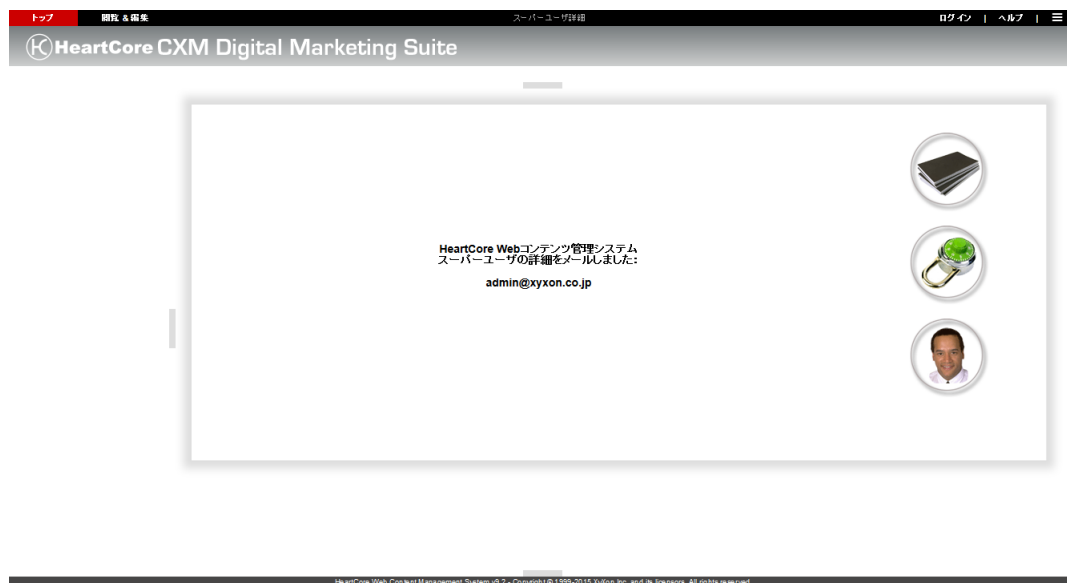 トップ 閲覧 & 編集 スーパーユーザ詳細 ログイン | ヘルプ |
HeartCore CXM Digital Marketing Suite
HeartCore Webコンテンツ管理システム
スーパーユーザの詳細をメールしました:
admin@xyxon.co.jp
HeartCore Web Content Management System v9.2 - Copyright © 1999-2015 XyXon Inc. and its licensors. All rights reserved.